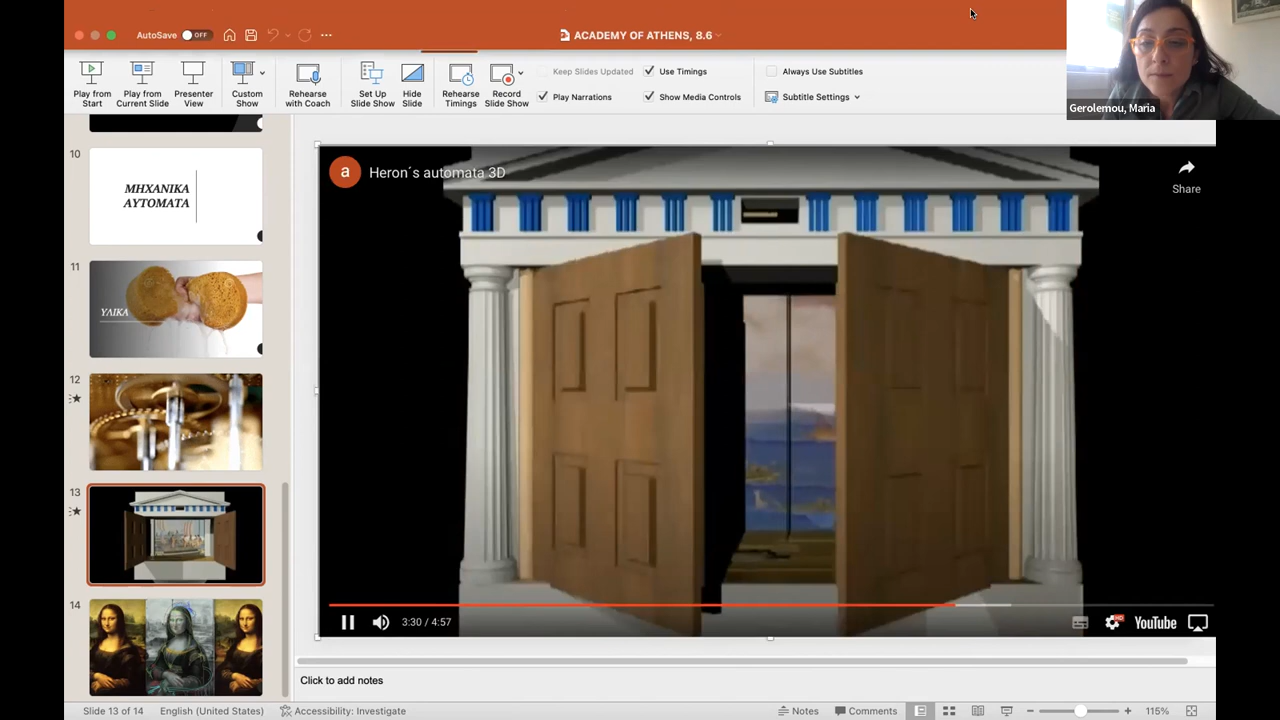 AutoSave OFF
ACADEMY OF ATHENS, 8.6
Play from Start
Play from Current Slide
Presenter View
Custom Show
Rehearse with Coach
Set Up Slide Show
Hide Slide
Rehearse Timings
Record Slide Show
Keep Slides Updated
Use Timings
Always Use Subtitles
Play Narrations
Show Media Controls
Subtitle Settings
Gerolemou, Maria
10
ΜΗΧΑΝΙΚΑ
ΑΥΤΟΜΑΤΑ
11
ΥΛΙΚΑ
12
13
14
a
Heron´s automata 3D
Share
3:30 / 4:57
HD
YouTube
Click to add notes
Slide 13 of 14
English (United States)
Accessibility: Investigate
Notes
Comments
115%